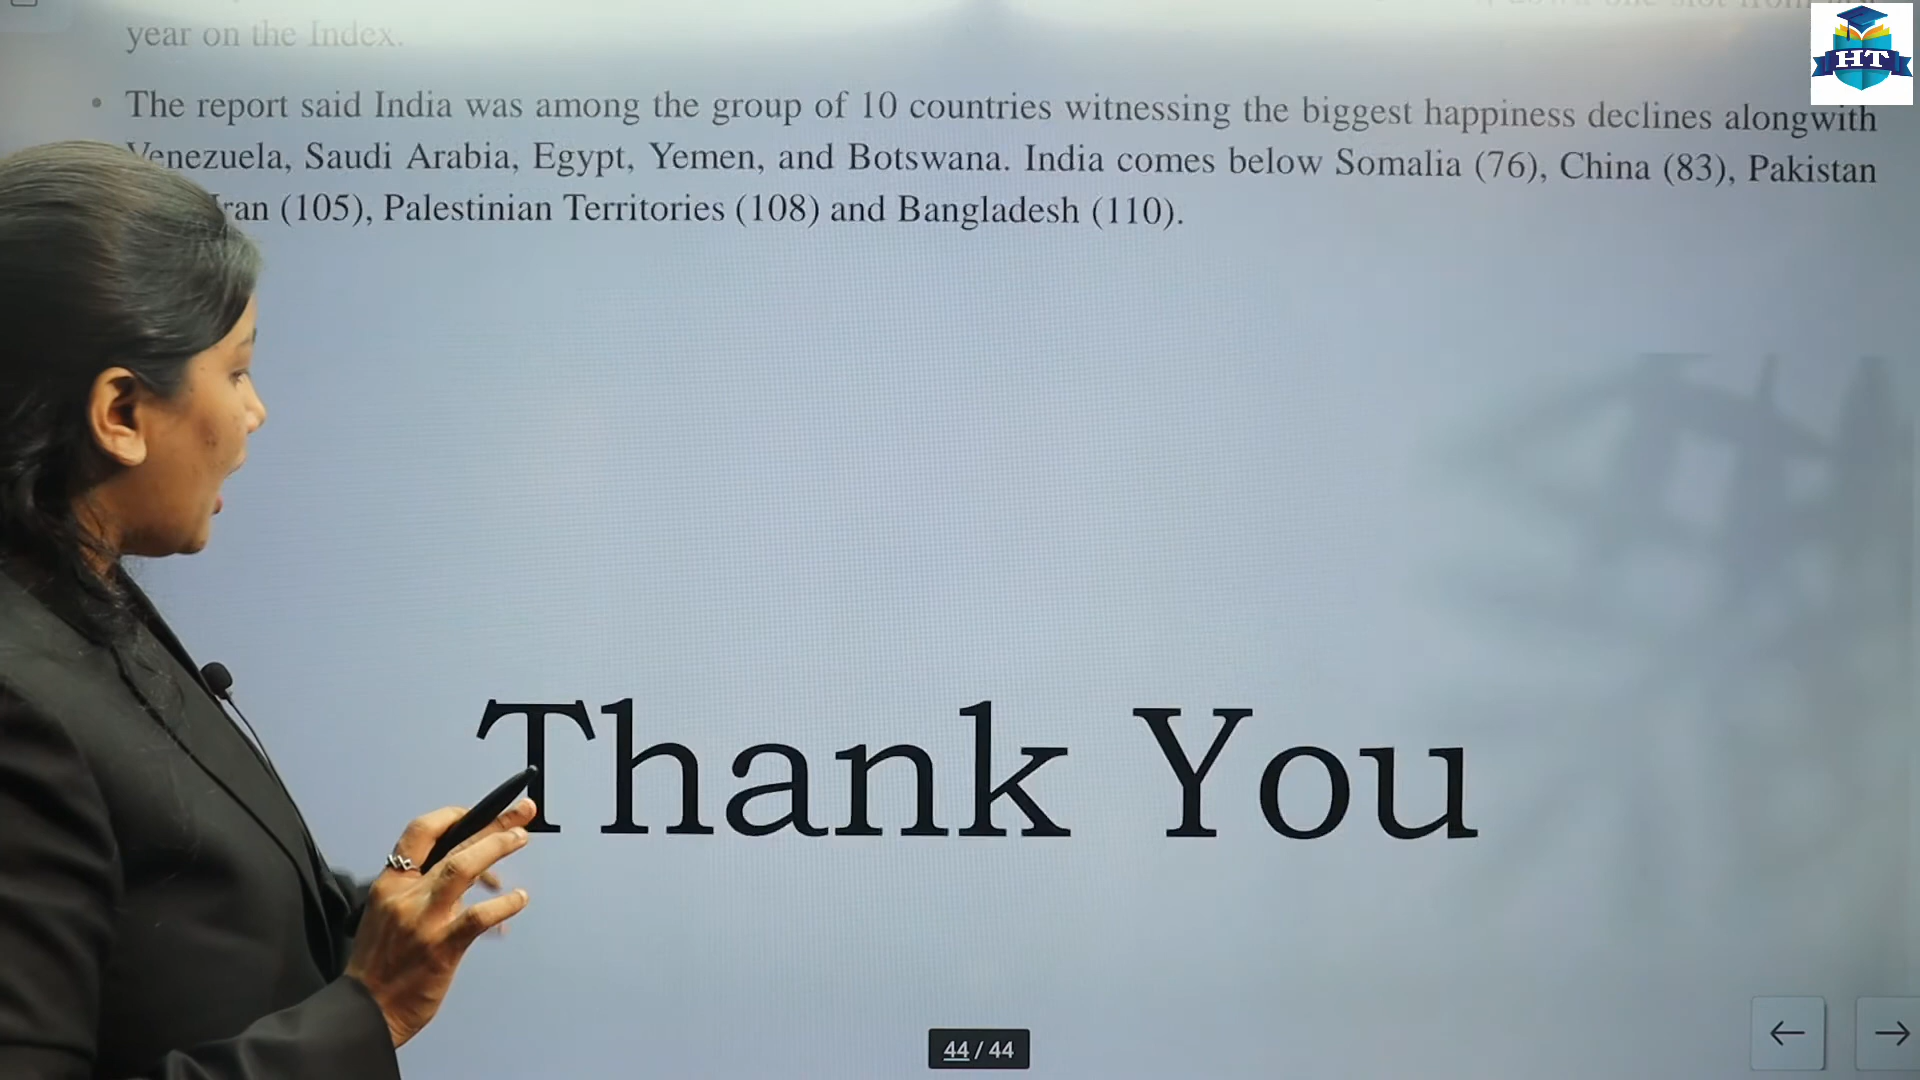 year on the Index.
HT
• The report said India was among the group of 10 countries witnessing the biggest happiness declines alongwith
Venezuela, Saudi Arabia, Egypt, Yemen, and Botswana. India comes below Somalia (76), China (83), Pakistan
Iran (105), Palestinian Territories (108) and Bangladesh (110).
Thank You
44 / 44